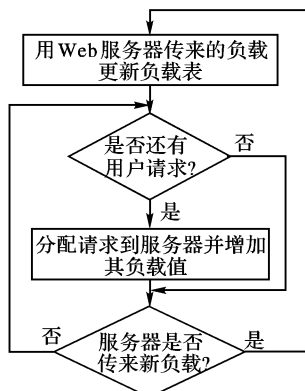 用Web服务器传来的负载
更新负载表
是否还有
用户请求?
否
是
分配请求到服务器并增加
其负载值
服务器是否
传来新负载?
否
是